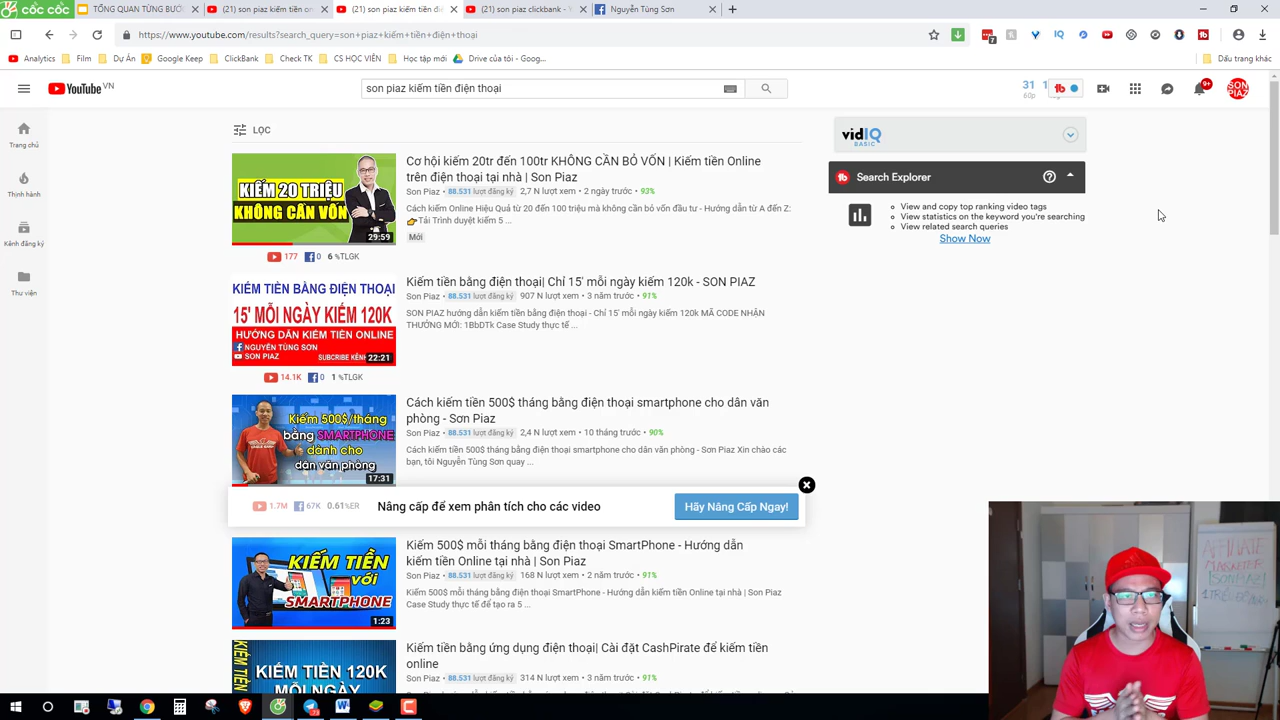 cốc cốc
TỔNG QUAN TỪNG BƯỚ
(21) son piaz kiếm tiền on
(21) son piaz kiếm tiền điệ
(21) son piaz clickbank - Y
Nguyễn Tùng Sơn
https://www.youtube.com/results?search_query=son+piaz+kiếm+tiền+điện+thoại
7
Analytics
Film
Dự Án
Google Keep
ClickBank
Check TK
CS HỌC VIÊN
Học tập mới
Drive của tôi - Goog...
Dấu trang khác
YouTube VN
son piaz kiếm tiền điện thoại
31
60p
9+
SON PIAZ
Trang chủ
Thịnh hành
Kênh đăng ký
Thư viện
LỌC
KIẾM 20 TRIỆU
KHÔNG CẦN VỐN
29:59
Cơ hội kiếm 20tr đến 100tr KHÔNG CẦN BỎ VỐN | Kiếm tiền Online
trên điện thoại tại nhà | Son Piaz
Son Piaz • 88.531 lượt đăng ký • 2,7 N lượt xem • 2 ngày trước • 93%
Cách kiếm Online Hiệu Quả từ 20 đến 100 triệu mà không cần bỏ vốn đầu tư - Hướng dẫn từ A đến Z:
👉Tải Trình duyệt kiếm 5 ...
Mới
177 0 6 %TLGK
KIẾM TIỀN BẰNG ĐIỆN THOẠI
15' MỖI NGÀY KIẾM 120K
HƯỚNG DẪN KIẾM TIỀN ONLINE
NGUYỄN TÙNG SƠN
SON PIAZ
SUBCRIBE KÊNH
22:21
Kiếm tiền bằng điện thoại| Chỉ 15' mỗi ngày kiếm 120k - SON PIAZ
Son Piaz • 88.531 lượt đăng ký • 907 N lượt xem • 3 năm trước • 91%
SON PIAZ hướng dẫn kiếm tiền bằng điện thoại - Chỉ 15' mỗi ngày kiếm 120k MÃ CODE NHẬN
THƯỞNG MỚI: 1BbDTk Case Study thực tế ...
14.1K 0 1 %TLGK
Kiếm 500$/tháng
bằng SMARTPHONE
dành cho
dân văn phòng
17:31
Cách kiếm tiền 500$ tháng bằng điện thoại smartphone cho dân văn
phòng - Sơn Piaz
Son Piaz • 88.531 lượt đăng ký • 2,4 N lượt xem • 10 tháng trước • 90%
Cách kiếm tiền 500$ tháng bằng điện thoại smartphone cho dân văn phòng - Sơn Piaz Xin chào các
bạn, tôi Nguyễn Tùng Sơn quay ...
1.7M 67K 0.61%ER
Nâng cấp để xem phân tích cho các video
Hãy Nâng Cấp Ngay!
KIẾM TIỀN
VỚI
SMARTPHONE
1:23
Kiếm 500$ mỗi tháng bằng điện thoại SmartPhone - Hướng dẫn
kiếm tiền Online tại nhà | Son Piaz
Son Piaz • 88.531 lượt đăng ký • 168 N lượt xem • 2 năm trước • 91%
Kiếm 500$ mỗi tháng bằng điện thoại SmartPhone - Hướng dẫn kiếm tiền Online tại nhà | Son Piaz
Case Study thực tế để tạo ra 5 ...
KIẾM TIỀN
KIẾM TIỀN 120K
MỖI NGÀY
Kiếm tiền bằng ứng dụng điện thoại| Cài đặt CashPirate để kiếm tiền
online
Son Piaz • 88.531 lượt đăng ký • 314 N lượt xem • 3 năm trước • 91%
vidIQ
BASIC
Search Explorer
View and copy top ranking video tags
View statistics on the keyword you're searching
View related search queries
Show Now
AFFILIATE
MARKETER